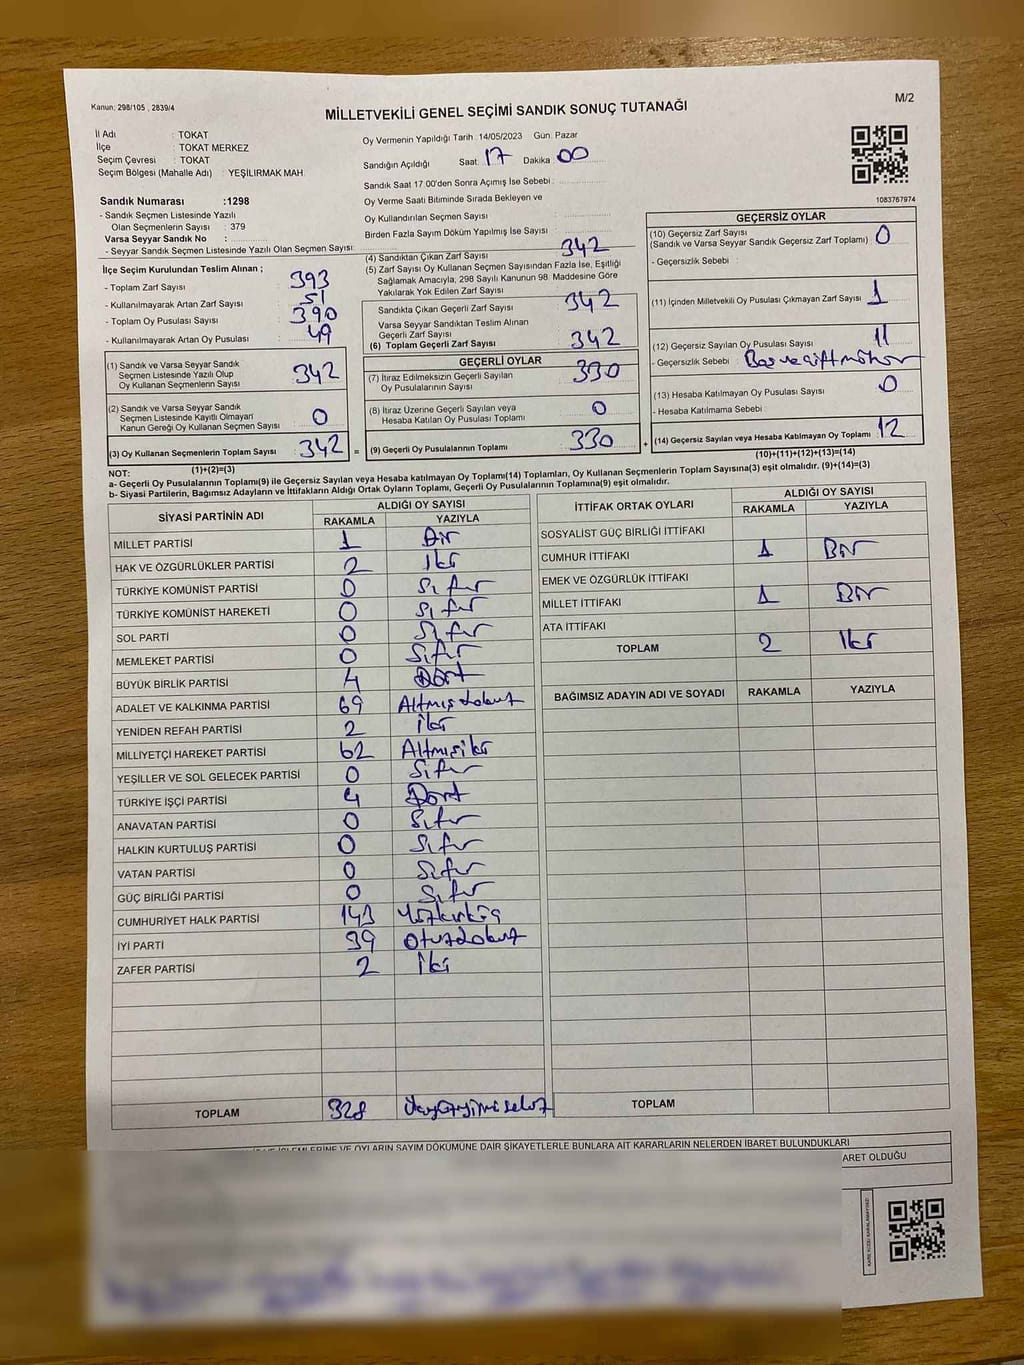 Kanun: 298/105 , 2839/4
MİLLETVEKİLİ GENEL SEÇİMİ SANDIK SONUÇ TUTANAĞI
M/2
İl Adı : TOKAT
İlçe : TOKAT MERKEZ
Seçim Çevresi : TOKAT
Seçim Bölgesi (Mahalle Adı) : YEŞİLIRMAK MAH.
Sandık Numarası :1298
- Sandık Seçmen Listesinde Yazılı
Olan Seçmenlerin Sayısı : 379
Varsa Seyyar Sandık No :
- Seyyar Sandık Seçmen Listesinde Yazılı Olan Seçmen Sayısı:
Oy Vermenin Yapıldığı Tarih :14/05/2023 Gün: Pazar
Sandığın Açıldığı Saat: 17 Dakika : 00
Sandık Saat 17:00'den Sonra Açımış İse Sebebi :
Oy Verme Saati Bitiminde Sırada Bekleyen ve
Oy Kullandırılan Seçmen Sayısı :
Birden Fazla Sayım Döküm Yapılmış İse Sayısı :
1083767974
İlçe Seçim Kurulundan Teslim Alınan ;
- Toplam Zarf Sayısı : 393
- Kullanılmayarak Artan Zarf Sayısı : 51
- Toplam Oy Pusulası Sayısı : 390
- Kullanılmayarak Artan Oy Pusulası : 49
(1) Sandık ve Varsa Seyyar Sandık
Seçmen Listesinde Yazılı Olup
Oy Kullanan Seçmenlerin Sayısı : 342
(2) Sandık ve Varsa Seyyar Sandık
Seçmen Listesinde Kayıtlı Olmayan
Kanun Gereği Oy Kullanan Seçmen Sayısı : 0
(3) Oy Kullanan Seçmenlerin Toplam Sayısı : 342
(1)+(2)=(3)
(4) Sandıktan Çıkan Zarf Sayısı : 342
(5) Zarf Sayısı Oy Kullanan Seçmen Sayısından Fazla İse, Eşitliği
Sağlamak Amacıyla, 298 Sayılı Kanunun 98. Maddesine Göre
Yakılarak Yok Edilen Zarf Sayısı :
Sandıkta Çıkan Geçerli Zarf Sayısı : 342
Varsa Seyyar Sandıktan Teslim Alınan
Geçerli Zarf Sayısı
(6) Toplam Geçerli Zarf Sayısı : 342
GEÇERLİ OYLAR
(7) İtiraz Edilmeksizin Geçerli Sayılan
Oy Pusulalarının Sayısı : 330
(8) İtiraz Üzerine Geçerli Sayılan veya
Hesaba Katılan Oy Pusulası Toplamı : 0
= (9) Geçerli Oy Pusulalarının Toplamı : 330
GEÇERSİZ OYLAR
(10) Geçersiz Zarf Sayısı : 0
(Sandık ve Varsa Seyyar Sandık Geçersiz Zarf Toplamı)
- Geçersizlik Sebebi :
(11) İçinden Milletvekili Oy Pusulası Çıkmayan Zarf Sayısı : 1
(12) Geçersiz Sayılan Oy Pusulası Sayısı : 11
- Geçersizlik Sebebi : Boş ve çift mühür
(13) Hesaba Katılmayan Oy Pusulası Sayısı : 0
- Hesaba Katılmama Sebebi :
+ (14) Geçersiz Sayılan veya Hesaba Katılmayan Oy Toplamı : 12
(10)+(11)+(12)+(13)=(14)
NOT:
a- Geçerli Oy Pusulası Toplamı(9) ile Geçersiz Sayılan veya Hesaba katılmayan Oy Toplamı(14) Toplamları, Oy Kullanan Seçmenlerin Toplam Sayısına(3) eşit olmalıdır. (9)+(14)=(3)
b- Siyasi Partilerin, Bağımsız Adayların ve İttifakların Aldığı Ortak Oyların Toplamı, Geçerli Oy Pusulalarının Toplamına(9) eşit olmalıdır.
SİYASİ PARTİNİN ADI ALDIĞI OY SAYISI
RAKAMLA YAZIYLA
MİLLET PARTİSİ 1 Bir
HAK VE ÖZGÜRLÜKLER PARTİSİ 2 İki
TÜRKİYE KOMÜNİST PARTİSİ 0 Sıfır
TÜRKİYE KOMÜNİST HAREKETİ 0 Sıfır
SOL PARTİ 0 Sıfır
MEMLEKET PARTİSİ 0 Sıfır
BÜYÜK BİRLİK PARTİSİ 4 Dört
ADALET VE KALKINMA PARTİSİ 69 Altmışdokuz
YENİDEN REFAH PARTİSİ 2 İki
MİLLİYETÇİ HAREKET PARTİSİ 62 Altmışiki
YEŞİLLER VE SOL GELECEK PARTİSİ 0 Sıfır
TÜRKİYE İŞÇİ PARTİSİ 4 Dört
ANAVATAN PARTİSİ 0 Sıfır
HALKIN KURTULUŞ PARTİSİ 0 Sıfır
VATAN PARTİSİ 0 Sıfır
GÜÇ BİRLİĞİ PARTİSİ 0 Sıfır
CUMHURİYET HALK PARTİSİ 143 Yüzkırküç
İYİ PARTİ 39 Otuzdokuz
ZAFER PARTİSİ 2 İki
TOPLAM 328 Üçyüzyirmisekiz
İTTİFAK ORTAK OYLARI ALDIĞI OY SAYISI
RAKAMLA YAZIYLA
SOSYALIST GÜÇ BİRLİĞİ İTTİFAKI
CUMHUR İTTİFAKI 1 Bir
EMEK VE ÖZGÜRLÜK İTTİFAKI
MİLLET İTTİFAKI 1 Bir
ATA İTTİFAKI
TOPLAM 2 İki
BAĞIMSIZ ADAYIN ADI VE SOYADI RAKAMLA YAZIYLA
TOPLAM
İŞLEMLERİNE VE OYLARIN SAYIM DÖKÜMÜNE DAİR ŞİKAYETLERLE BUNLARA AİT KARARLARIN NELERDEN İBARET BULUNDUKLARI
OLDUĞU